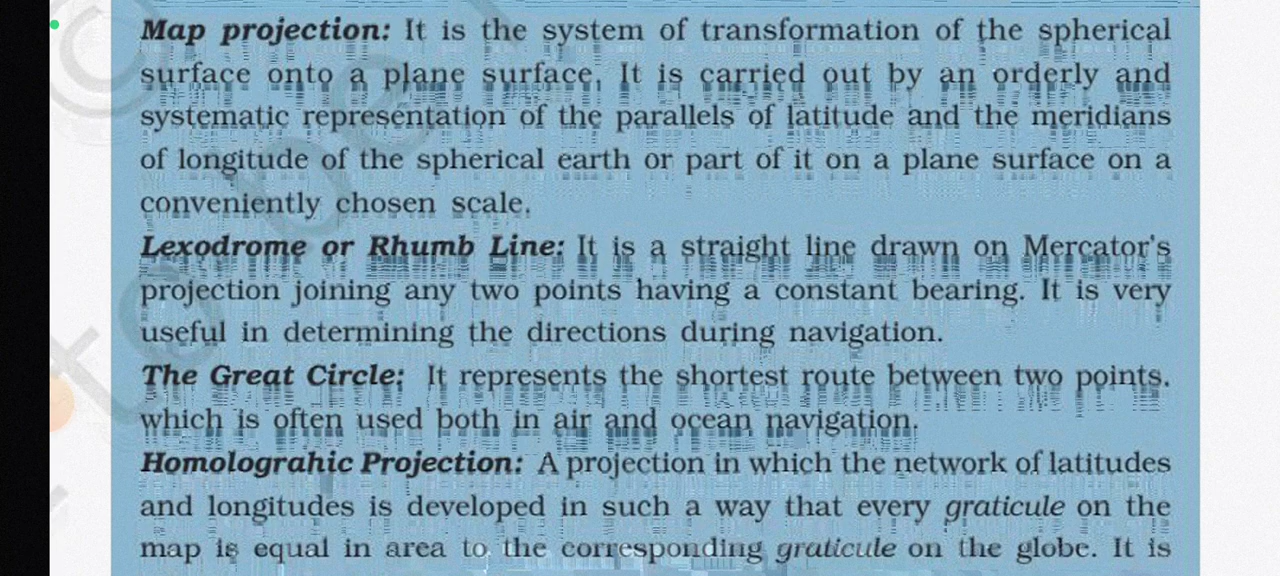 Map projection: It is the system of transformation of the spherical
surface onto a plane surface. It is carried out by an orderly and
systematic representation of the parallels of latitude and the meridians
of longitude of the spherical earth or part of it on a plane surface on a
conveniently chosen scale.
Lexodrome or Rhumb Line: It is a straight line drawn on Mercator's
projection joining any two points having a constant bearing. It is very
useful in determining the directions during navigation.
The Great Circle: It represents the shortest route between two points.
which is often used both in air and ocean navigation.
Homolograhic Projection: A projection in which the network of latitudes
and longitudes is developed in such a way that every graticule on the
map is equal in area to the corresponding graticule on the globe. It is